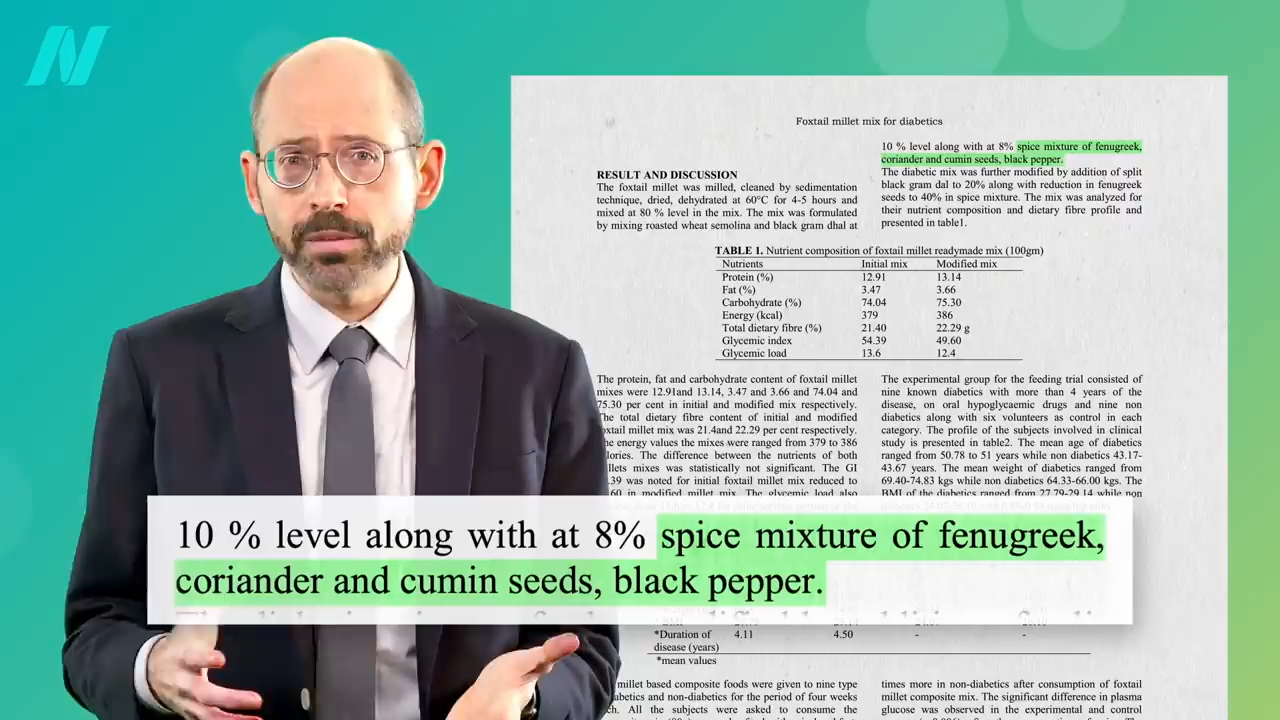 Foxtail millet mix for diabetics
RESULT AND DISCUSSION
The foxtail millet was milled, cleaned by sedimentation
technique, dried, dehydrated at 60°C for 4-5 hours and
mixed at 80 % level in the mix. The mix was formulated
by mixing roasted wheat semolina and black gram dhal at
10 % level along with at 8% spice mixture of fenugreek,
coriander and cumin seeds, black pepper.
The diabetic mix was further modified by addition of split
black gram dal to 20% along with reduction in fenugreek
seeds to 40% in spice mixture. The mix was analyzed for
their nutrient composition and dietary fibre profile and
presented in table1.
TABLE 1. Nutrient composition of foxtail millet readymade mix (100gm)
Nutrients Initial mix Modified mix
Protein (%) 12.91 13.14
Fat (%) 3.47 3.66
Carbohydrate (%) 74.04 75.30
Energy (kcal) 379 386
Total dietary fibre (%) 21.40 22.29 g
Glycemic index 54.39 49.60
Glycemic load 13.6 12.4
The protein, fat and carbohydrate content of foxtail millet
mixes were 12.91and 13.14, 3.47 and 3.66 and 74.04 and
75.30 per cent in initial and modified mix respectively.
The total dietary fibre content of initial and modified
foxtail millet mix was 21.4and 22.29 per cent respectively.
energy values the mixes were ranged from 379 to 386
The difference between the nutrients of both
mixes was statistically not significant. The GI
was noted for initial foxtail millet mix reduced to
in modified millet mix. The glycemic load also
The experimental group for the feeding trial consisted of
nine known diabetics with more than 4 years of the
disease, on oral hypoglycaemic drugs and nine non
diabetics along with six volunteers as control in each
category. The profile of the subjects involved in clinical
study is presented in table2. The mean age of diabetics
ranged from 50.78 to 51 years while non diabetics 43.17-
43.67 years. The mean weight of diabetics ranged from
69.40-74.83 kgs while non diabetics 64.33-66.00 kgs. The
BMI of the diabetics ranged from 27.79-29.14 while non
10 % level along with at 8% spice mixture of fenugreek,
coriander and cumin seeds, black pepper.
*Duration of 4.11 4.50 - -
disease (years)
*mean values
millet based composite foods were given to nine type
and non-diabetics for the period of four weeks
All the subjects were asked to consume the
times more in non-diabetics after consumption of foxtail
millet composite mix. The significant difference in plasma
glucose was observed in the experimental and control